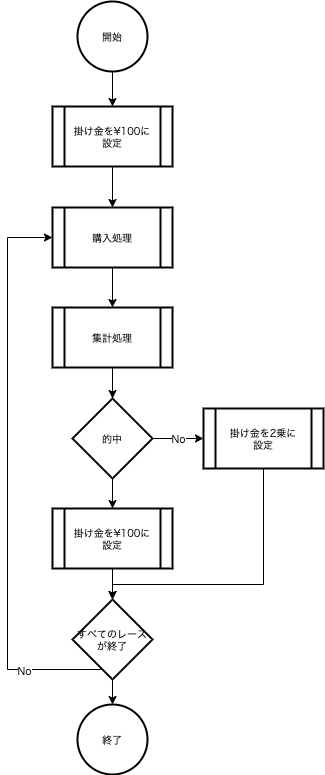 開始
掛け金を¥100に
設定
購入処理
集計処理
的中
No
掛け金を2乗に
設定
掛け金を¥100に
設定
すべてのレース
が終了
No
終了